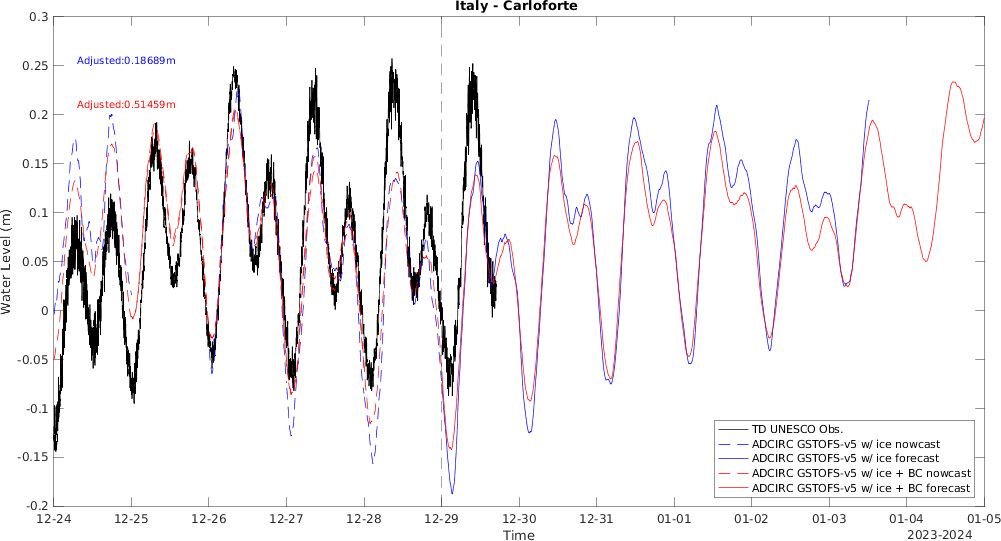 Italy - Carloforte
Adjusted:0.18689m
Adjusted:0.51459m
Water Level (m)
0.3
0.25
0.2
0.15
0.1
0.05
0
-0.05
-0.1
-0.15
-0.2
TD UNESCO Obs.
ADCIRC GSTOFS-v5 w/ ice nowcast
ADCIRC GSTOFS-v5 w/ ice forecast
ADCIRC GSTOFS-v5 w/ ice + BC nowcast
ADCIRC GSTOFS-v5 w/ ice + BC forecast
12-24 12-25 12-26 12-27 12-28 12-29 12-30 12-31 01-01 01-02 01-03 01-04 01-05
Time
2023-2024